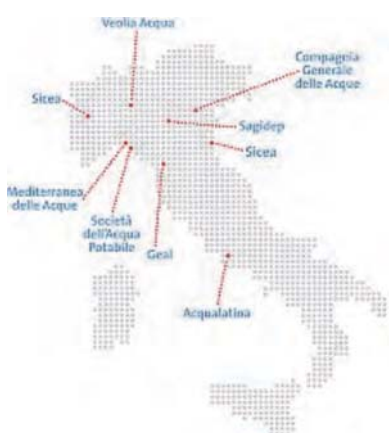 Veolia Acqua
Compagnia
Generale
delle Acque
Sicea
Sagidep
Sicea
Mediterranea
delle Acque
Società
dell'Acqua
Potabile
Geal
Acqualatina